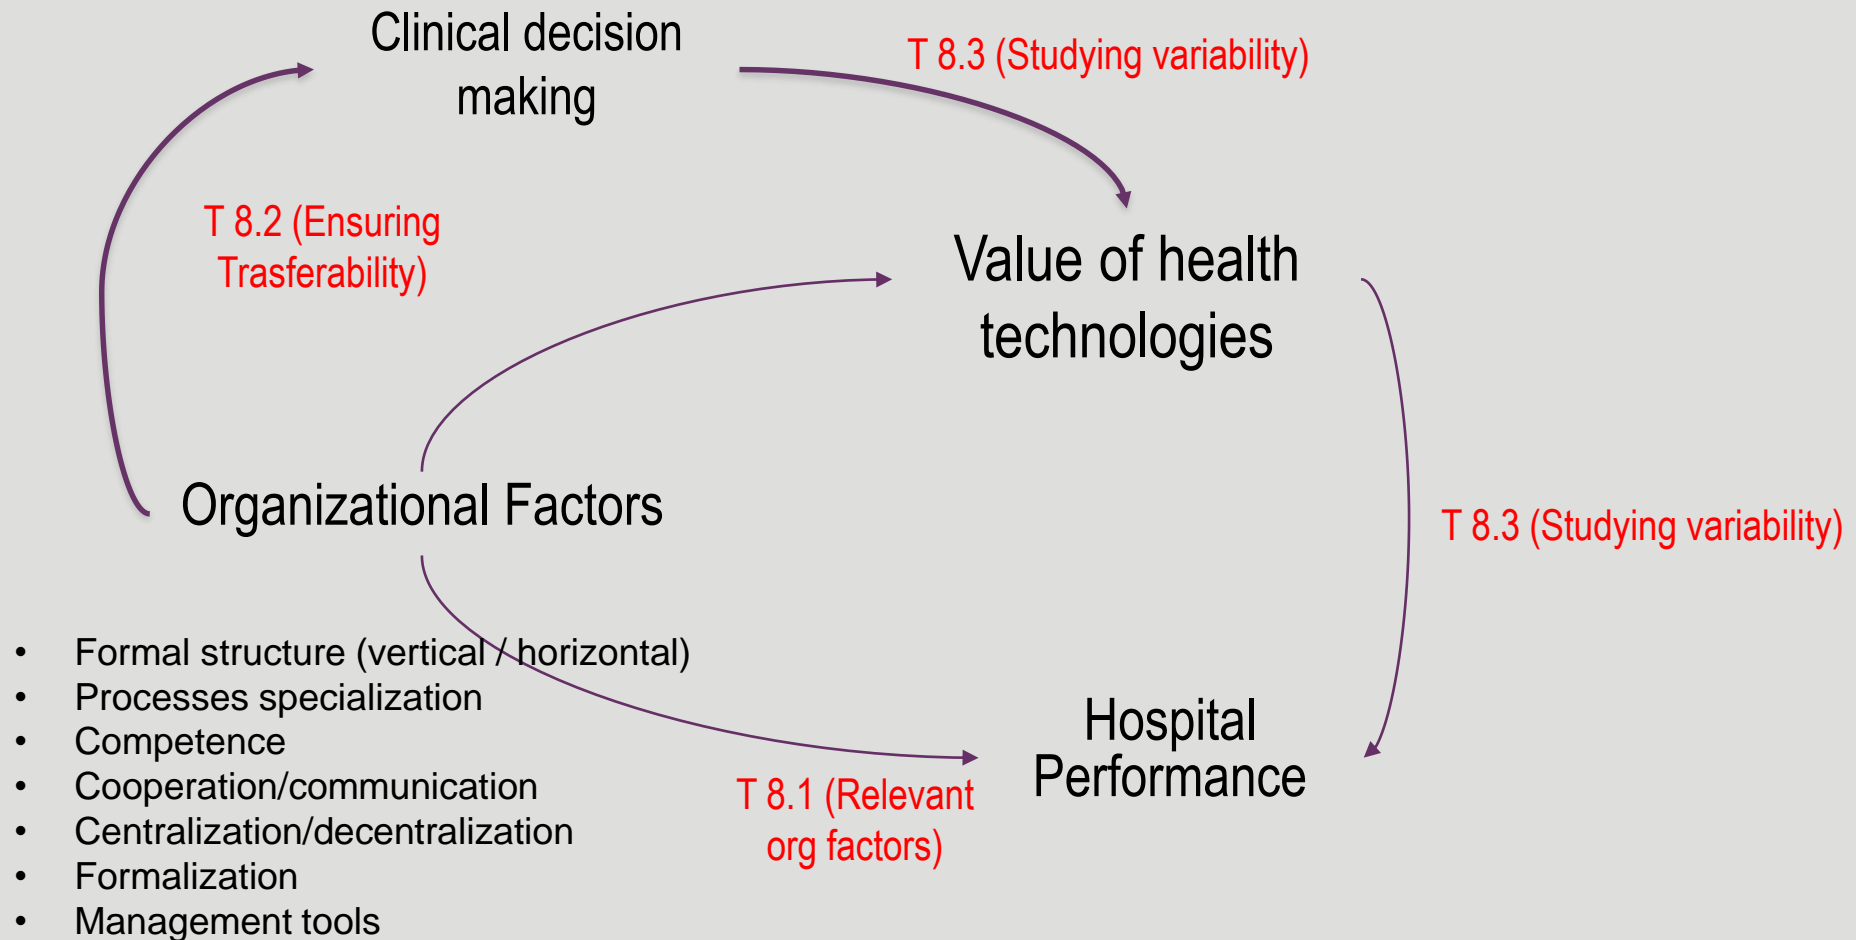 Clinical decision
making
T 8.3 (Studying variability)
T 8.2 (Ensuring
Trasferability)
Value of health
technologies
Organizational Factors
T 8.3 (Studying variability)
• Formal structure (vertical / horizontal)
• Processes specialization
• Competence
• Cooperation/communication
• Centralization/decentralization
• Formalization
• Management tools
Hospital
Performance
T 8.1 (Relevant
org factors)